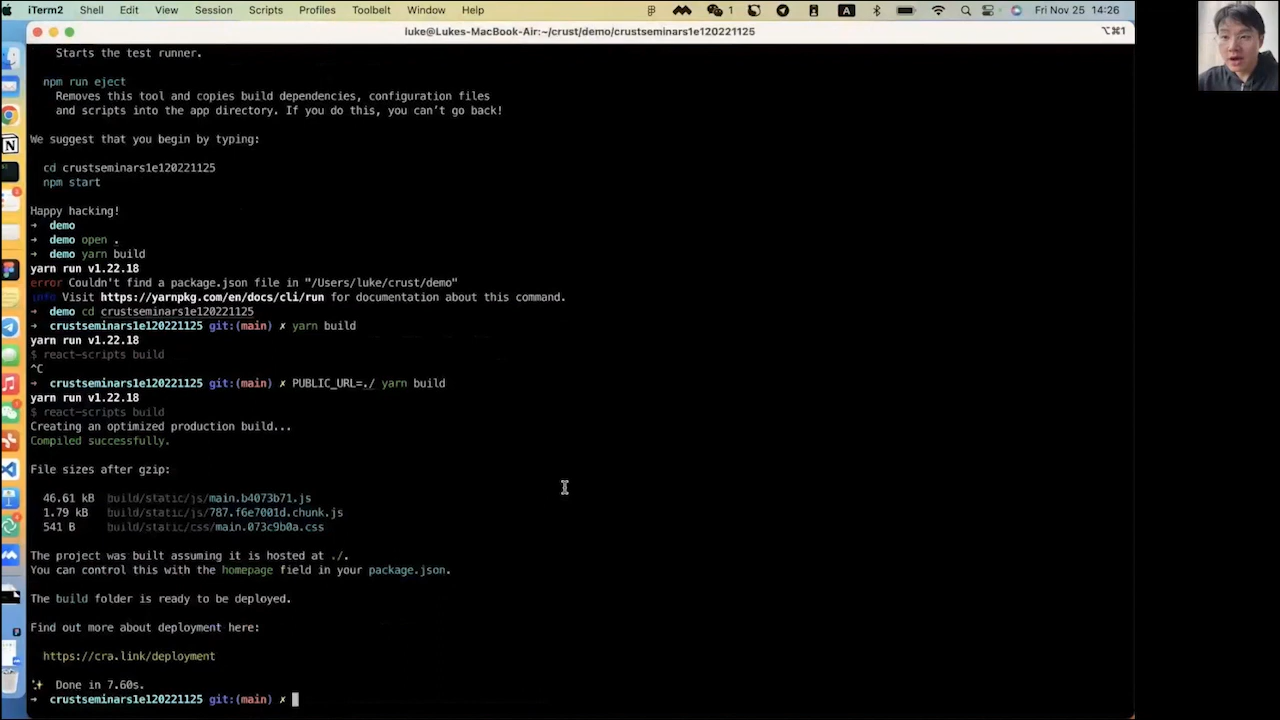 iTerm2 Shell Edit View Session Scripts Profiles Toolbelt Window Help 1 A Fri Nov 25 14:26
luke@Lukes-MacBook-Air:~/crust/demo/crustseminars1e120221125 ⌥⌘1
Starts the test runner.
npm run eject
Removes this tool and copies build dependencies, configuration files
and scripts into the app directory. If you do this, you can’t go back!
We suggest that you begin by typing:
cd crustseminars1e120221125
npm start
Happy hacking!
➜ demo
➜ demo open .
➜ demo yarn build
yarn run v1.22.18
error Couldn't find a package.json file in "/Users/luke/crust/demo"
info Visit https://yarnpkg.com/en/docs/cli/run for documentation about this command.
➜ demo cd crustseminars1e120221125
➜ crustseminars1e120221125 git:(main) ✗ yarn build
yarn run v1.22.18
$ react-scripts build
^C
➜ crustseminars1e120221125 git:(main) ✗ PUBLIC_URL=./ yarn build
yarn run v1.22.18
$ react-scripts build
Creating an optimized production build...
Compiled successfully.
File sizes after gzip:
46.61 kB build/static/js/main.b4073b71.js
1.79 kB build/static/js/787.f6e7001d.chunk.js
541 B build/static/css/main.073c9b0a.css
The project was built assuming it is hosted at ./.
You can control this with the homepage field in your package.json.
The build folder is ready to be deployed.
Find out more about deployment here:
https://cra.link/deployment
✨ Done in 7.60s.
➜ crustseminars1e120221125 git:(main) ✗